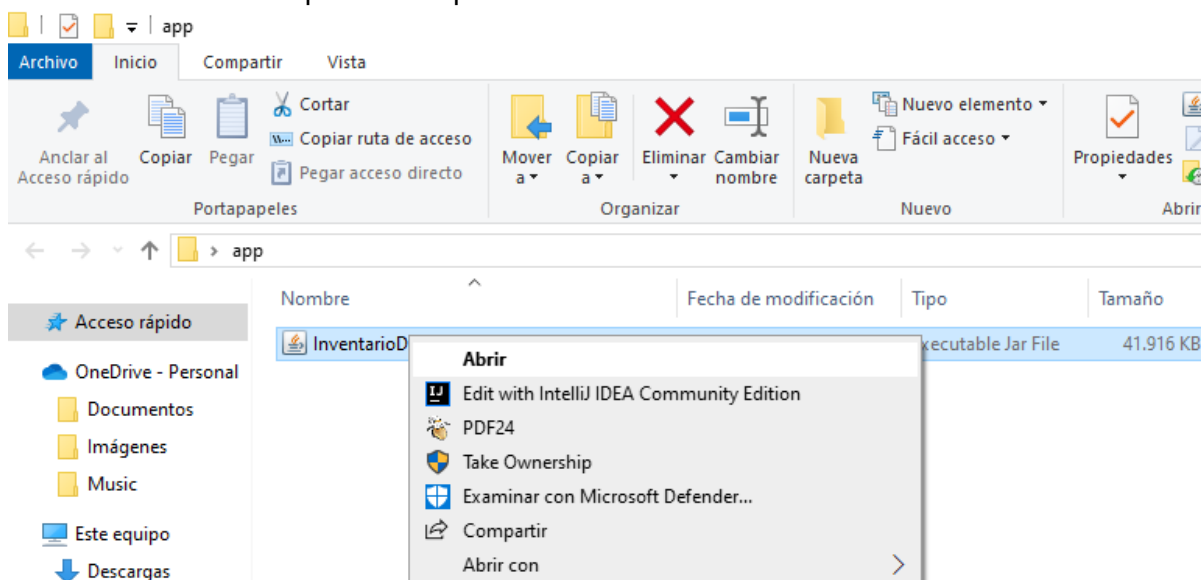 app
Archivo Inicio Compartir Vista
Anclar al Acceso rápido
Copiar
Pegar
Cortar
Copiar ruta de acceso
Pegar acceso directo
Mover a
Copiar a
Eliminar
Cambiar nombre
Nueva carpeta
Nuevo elemento
Fácil acceso
Propiedades
Portapapeles Organizar Nuevo Abrir
app
Nombre Fecha de modificación Tipo Tamaño
Acceso rápido
OneDrive - Personal
Documentos
Imágenes
Music
Este equipo
Descargas
InventarioD xecutable Jar File 41.916 KB
Abrir
Edit with IntelliJ IDEA Community Edition
PDF24
Take Ownership
Examinar con Microsoft Defender...
Compartir
Abrir con